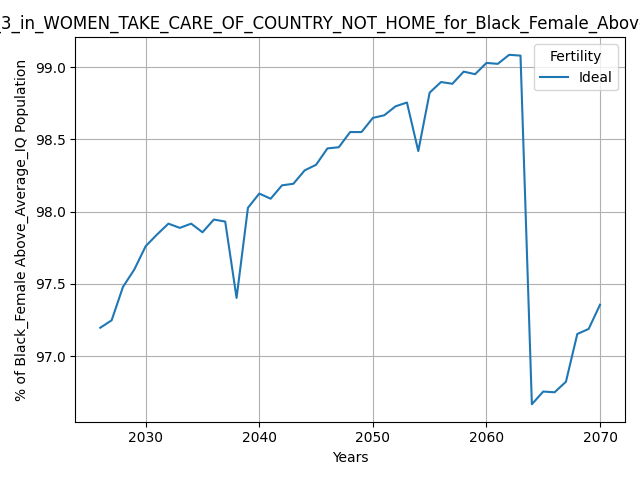 _3_in_WOMEN_TAKE_CARE_OF_COUNTRY_NOT_HOME_for_Black_Female_Abov
Fertility
Ideal
% of Black_Female Above_Average_IQ Population
99.0
98.5
98.0
97.5
97.0
2030
2040
2050
2060
2070
Years